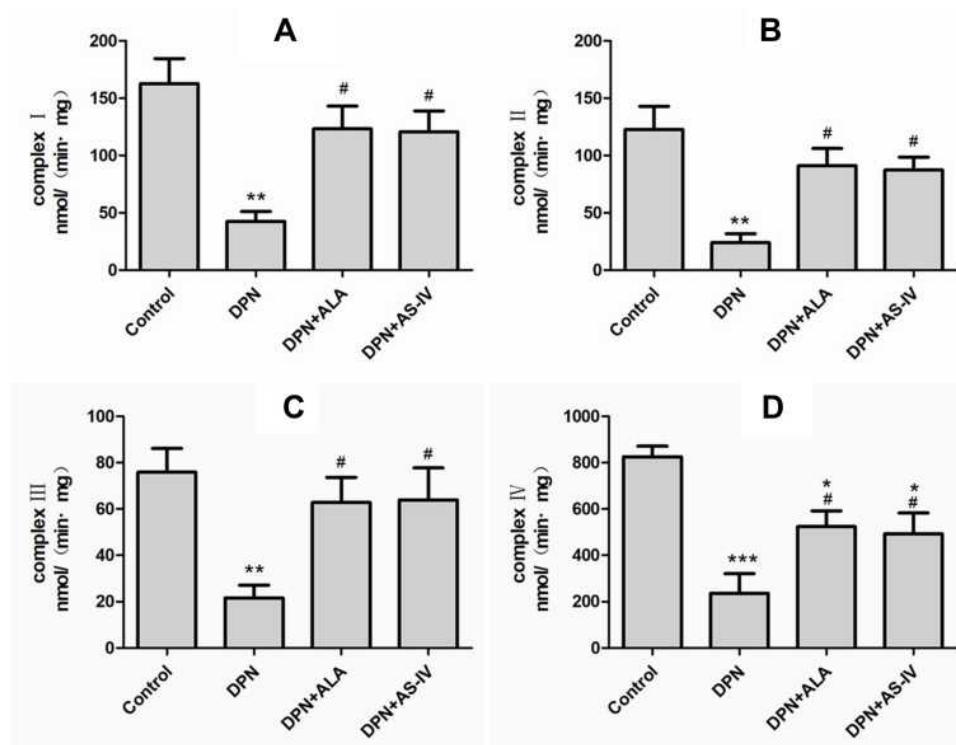 A
complex Ⅰ
nmol/（min· mg）
200
150
100
50
0
**
#
#
Control
DPN
DPN+ALA
DPN+AS-IV
B
complex Ⅱ
nmol/（min· mg）
200
150
100
50
0
**
#
#
Control
DPN
DPN+ALA
DPN+AS-IV
C
complex Ⅲ
nmol/（min· mg）
100
80
60
40
20
0
**
#
#
Control
DPN
DPN+ALA
DPN+AS-IV
D
complex Ⅳ
nmol/（min· mg）
1000
800
600
400
200
0
***
*
#
*
#
Control
DPN
DPN+ALA
DPN+AS-IV